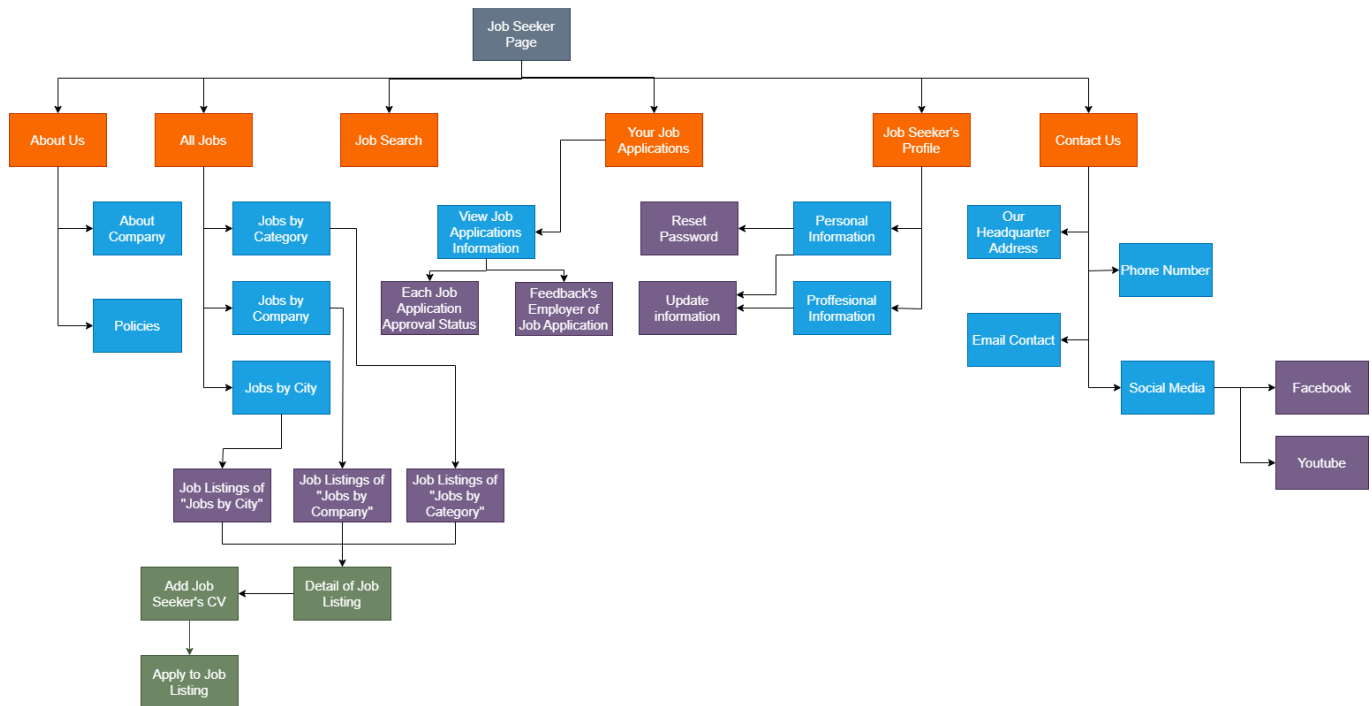 Job Seeker
Page
About Us
All Jobs
Job Search
Your Job
Applications
Job Seeker's
Profile
Contact Us
About
Company
Policies
Jobs by
Category
Jobs by
Company
Jobs by City
View Job
Applications
Information
Each Job
Application
Approval Status
Feedback's
Employer of
Job Application
Reset
Password
Personal
Information
Update
information
Proffesional
Information
Our
Headquarter
Address
Phone Number
Email Contact
Social Media
Facebook
Youtube
Job Listings of
"Jobs by City"
Job Listings of
"Jobs by
Company"
Job Listings of
"Jobs by
Category"
Add Job
Seeker's CV
Detail of Job
Listing
Apply to Job
Listing